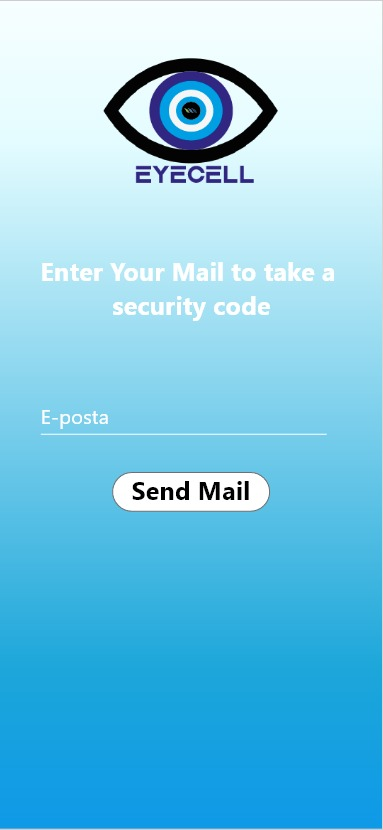 EYECELL
Enter Your Mail to take a
security code
E-posta
Send Mail